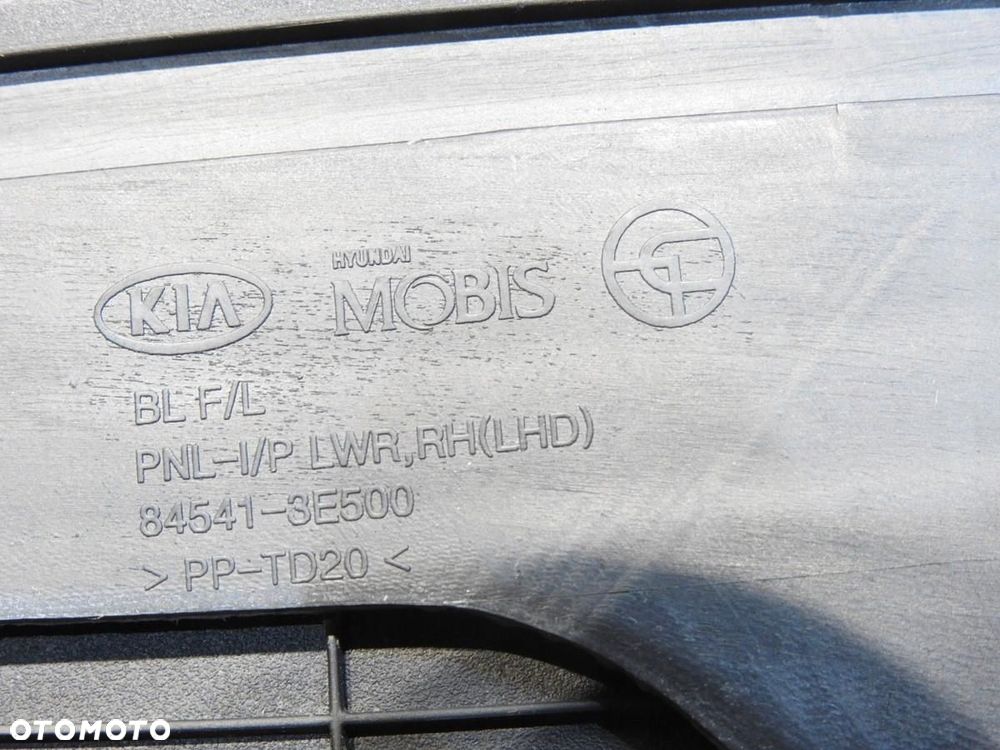 KIA
HYUNDAI
MOBIS
BL F/L
PNL-I/P LWR,RH(LHD)
84541-3E500
> PP-TD20 <
OTOMOTO